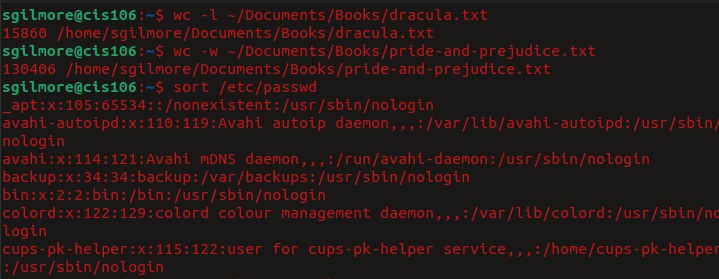 sgilmore@cis106:~$ wc -l ~/Documents/Books/dracula.txt
15860 /home/sgilmore/Documents/Books/dracula.txt
sgilmore@cis106:~$ wc -w ~/Documents/Books/pride-and-prejudice.txt
130406 /home/sgilmore/Documents/Books/pride-and-prejudice.txt
sgilmore@cis106:~$ sort /etc/passwd
_apt:x:105:65534::/nonexistent:/usr/sbin/nologin
avahi-autoipd:x:110:119:Avahi autoip daemon,,,:/var/lib/avahi-autoipd:/usr/sbin/
nologin
avahi:x:114:121:Avahi mDNS daemon,,,:/run/avahi-daemon:/usr/sbin/nologin
backup:x:34:34:backup:/var/backups:/usr/sbin/nologin
bin:x:2:2:bin:/bin:/usr/sbin/nologin
colord:x:122:129:colord colour management daemon,,,:/var/lib/colord:/usr/sbin/no
login
cups-pk-helper:x:115:122:user for cups-pk-helper service,,,:/home/cups-pk-helper
:/usr/sbin/nologin